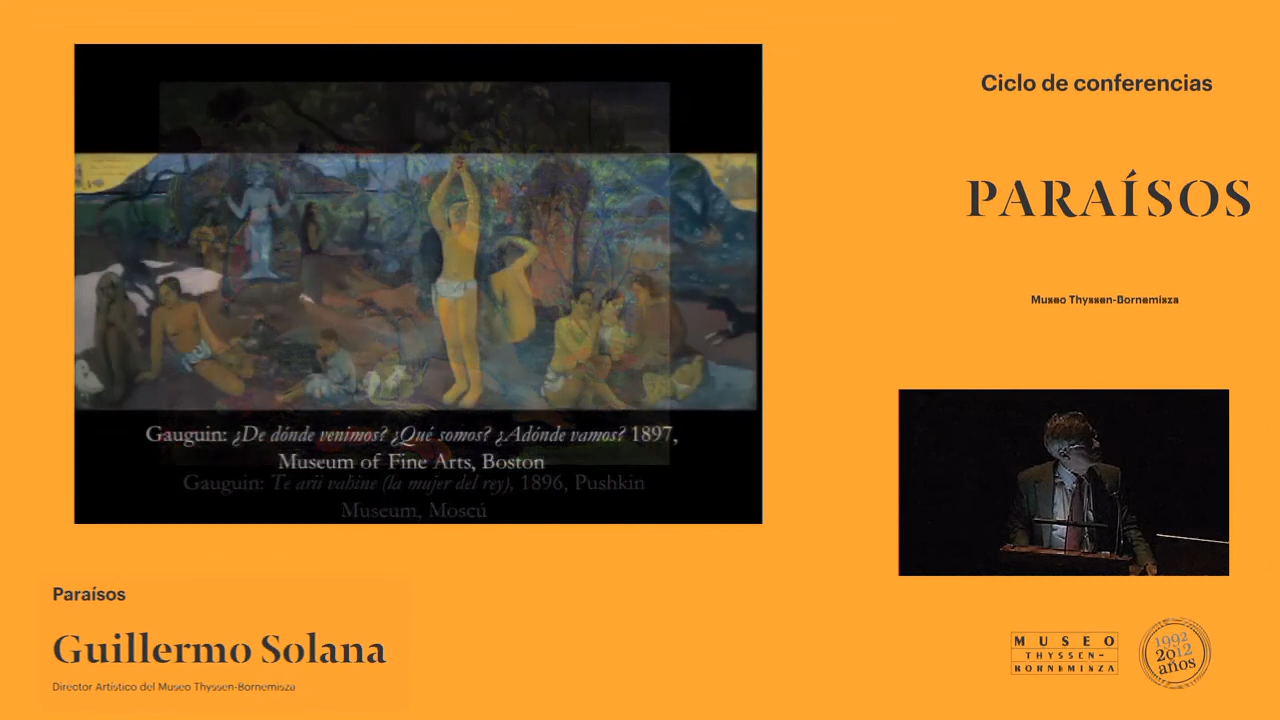 Ciclo de conferencias
PARAÍSOS
Museo Thyssen-Bornemisza
Gauguin: ¿De dónde venimos? ¿Qué somos? ¿Adónde vamos? 1897,
Museum of Fine Arts, Boston
Gauguin: Te arii vahine (la mujer del rey), 1896, Pushkin
Museum, Moscú
Paraísos
Guillermo Solana
Director Artístico del Museo Thyssen-Bornemisza
MUSEO
THYSSEN-
BORNEMISZA
1992
2012
años